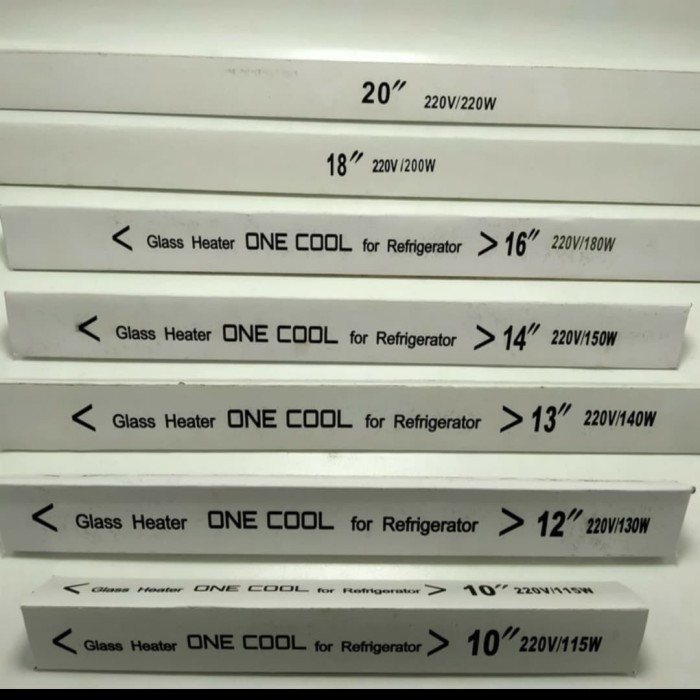 20″ 220V/220W
18″ 220V/200W
< Glass Heater ONE COOL for Refrigerator > 16″ 220V/180W
< Glass Heater ONE COOL for Refrigerator > 14″ 220V/150W
< Glass Heater ONE COOL for Refrigerator > 13″ 220V/140W
< Glass Heater ONE COOL for Refrigerator > 12″ 220V/130W
< Glass Heater ONE COOL for Refrigerator > 10″ 220V/115W
< Glass Heater ONE COOL for Refrigerator > 10″ 220V/115W